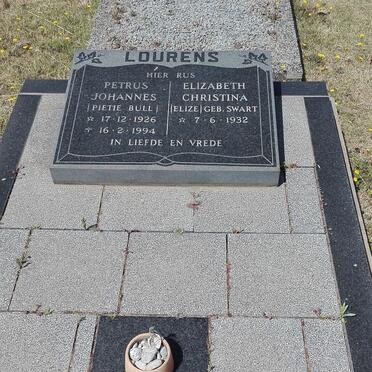 LOURENS
HIER RUS
PETRUS
JOHANNES
[PIETIE BULL]
☆ 17-12-1926
✝ 16-2-1994
ELIZABETH
CHRISTINA
[ELIZE] GEB. SWART
☆ 7-6-1932
IN LIEFDE EN VREDE